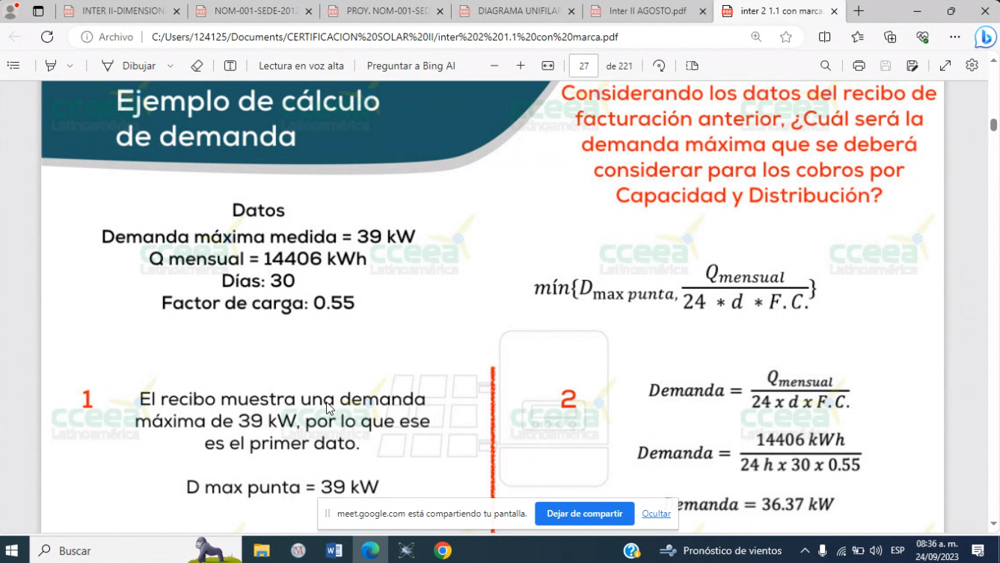 INTER II-DIMENSION
NOM-001-SEDE-2012
PROY. NOM-001-SED
DIAGRAMA UNIFILAR
Inter II AGOSTO.pdf
inter 2 1.1 con marca
Archivo
C:/Users/124125/Documents/CERTIFICACION%20SOLAR%20II/inter%202%201.1%20con%20marca.pdf
Dibujar
Lectura en voz alta
Preguntar a Bing AI
27
de 221
Ejemplo de cálculo
de demanda
Considerando los datos del recibo de
facturación anterior, ¿Cuál será la
demanda máxima que se deberá
considerar para los cobros por
Capacidad y Distribución?
Datos
Demanda máxima medida = 39 kW
Q mensual = 14406 kWh
Días: 30
Factor de carga: 0.55
mín{D max punta, Q mensual / 24 * d * F.C.}
1
El recibo muestra una demanda
máxima de 39 kW, por lo que ese
es el primer dato.
D max punta = 39 kW
2
Demanda = Q mensual / 24 x d x F.C.
Demanda = 14406 kWh / 24 h x 30 x 0.55
emanda = 36.37 kW
cceea
Latinoamérica
meet.google.com está compartiendo tu pantalla.
Dejar de compartir
Ocultar
Buscar
Pronóstico de vientos
ESP
08:36 a. m.
24/09/2023